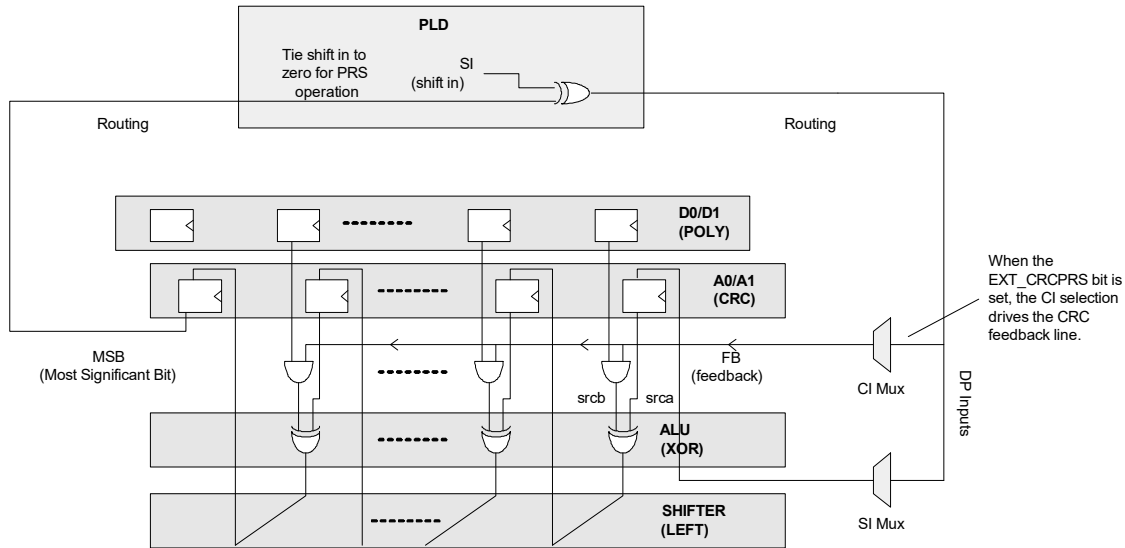 PLD
Tie shift in to
zero for PRS
operation
SI
(shift in)
Routing
Routing
D0/D1
(POLY)
A0/A1
(CRC)
When the
EXT_CRCPRS bit is
set, the CI selection
drives the CRC
feedback line.
MSB
(Most Significant Bit)
FB
(feedback)
CI Mux
DP Inputs
srcb
srca
ALU
(XOR)
SI Mux
SHIFTER
(LEFT)